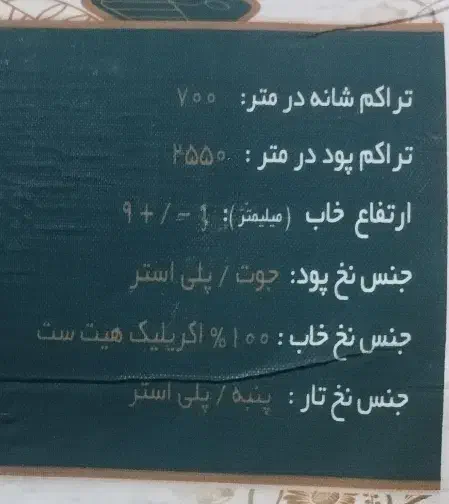 تراکم شانه در متر: ۷۰۰
تراکم پود در متر : ۲۵۵۰
ارتفاع خاب (میلیمتر): ۹ +/- 1
جنس نخ پود: جوت / پلی استر
جنس نخ خاب : ۱۰۰% اکریلیک هیت ست
جنس نخ تار : پنبه / پلی استر